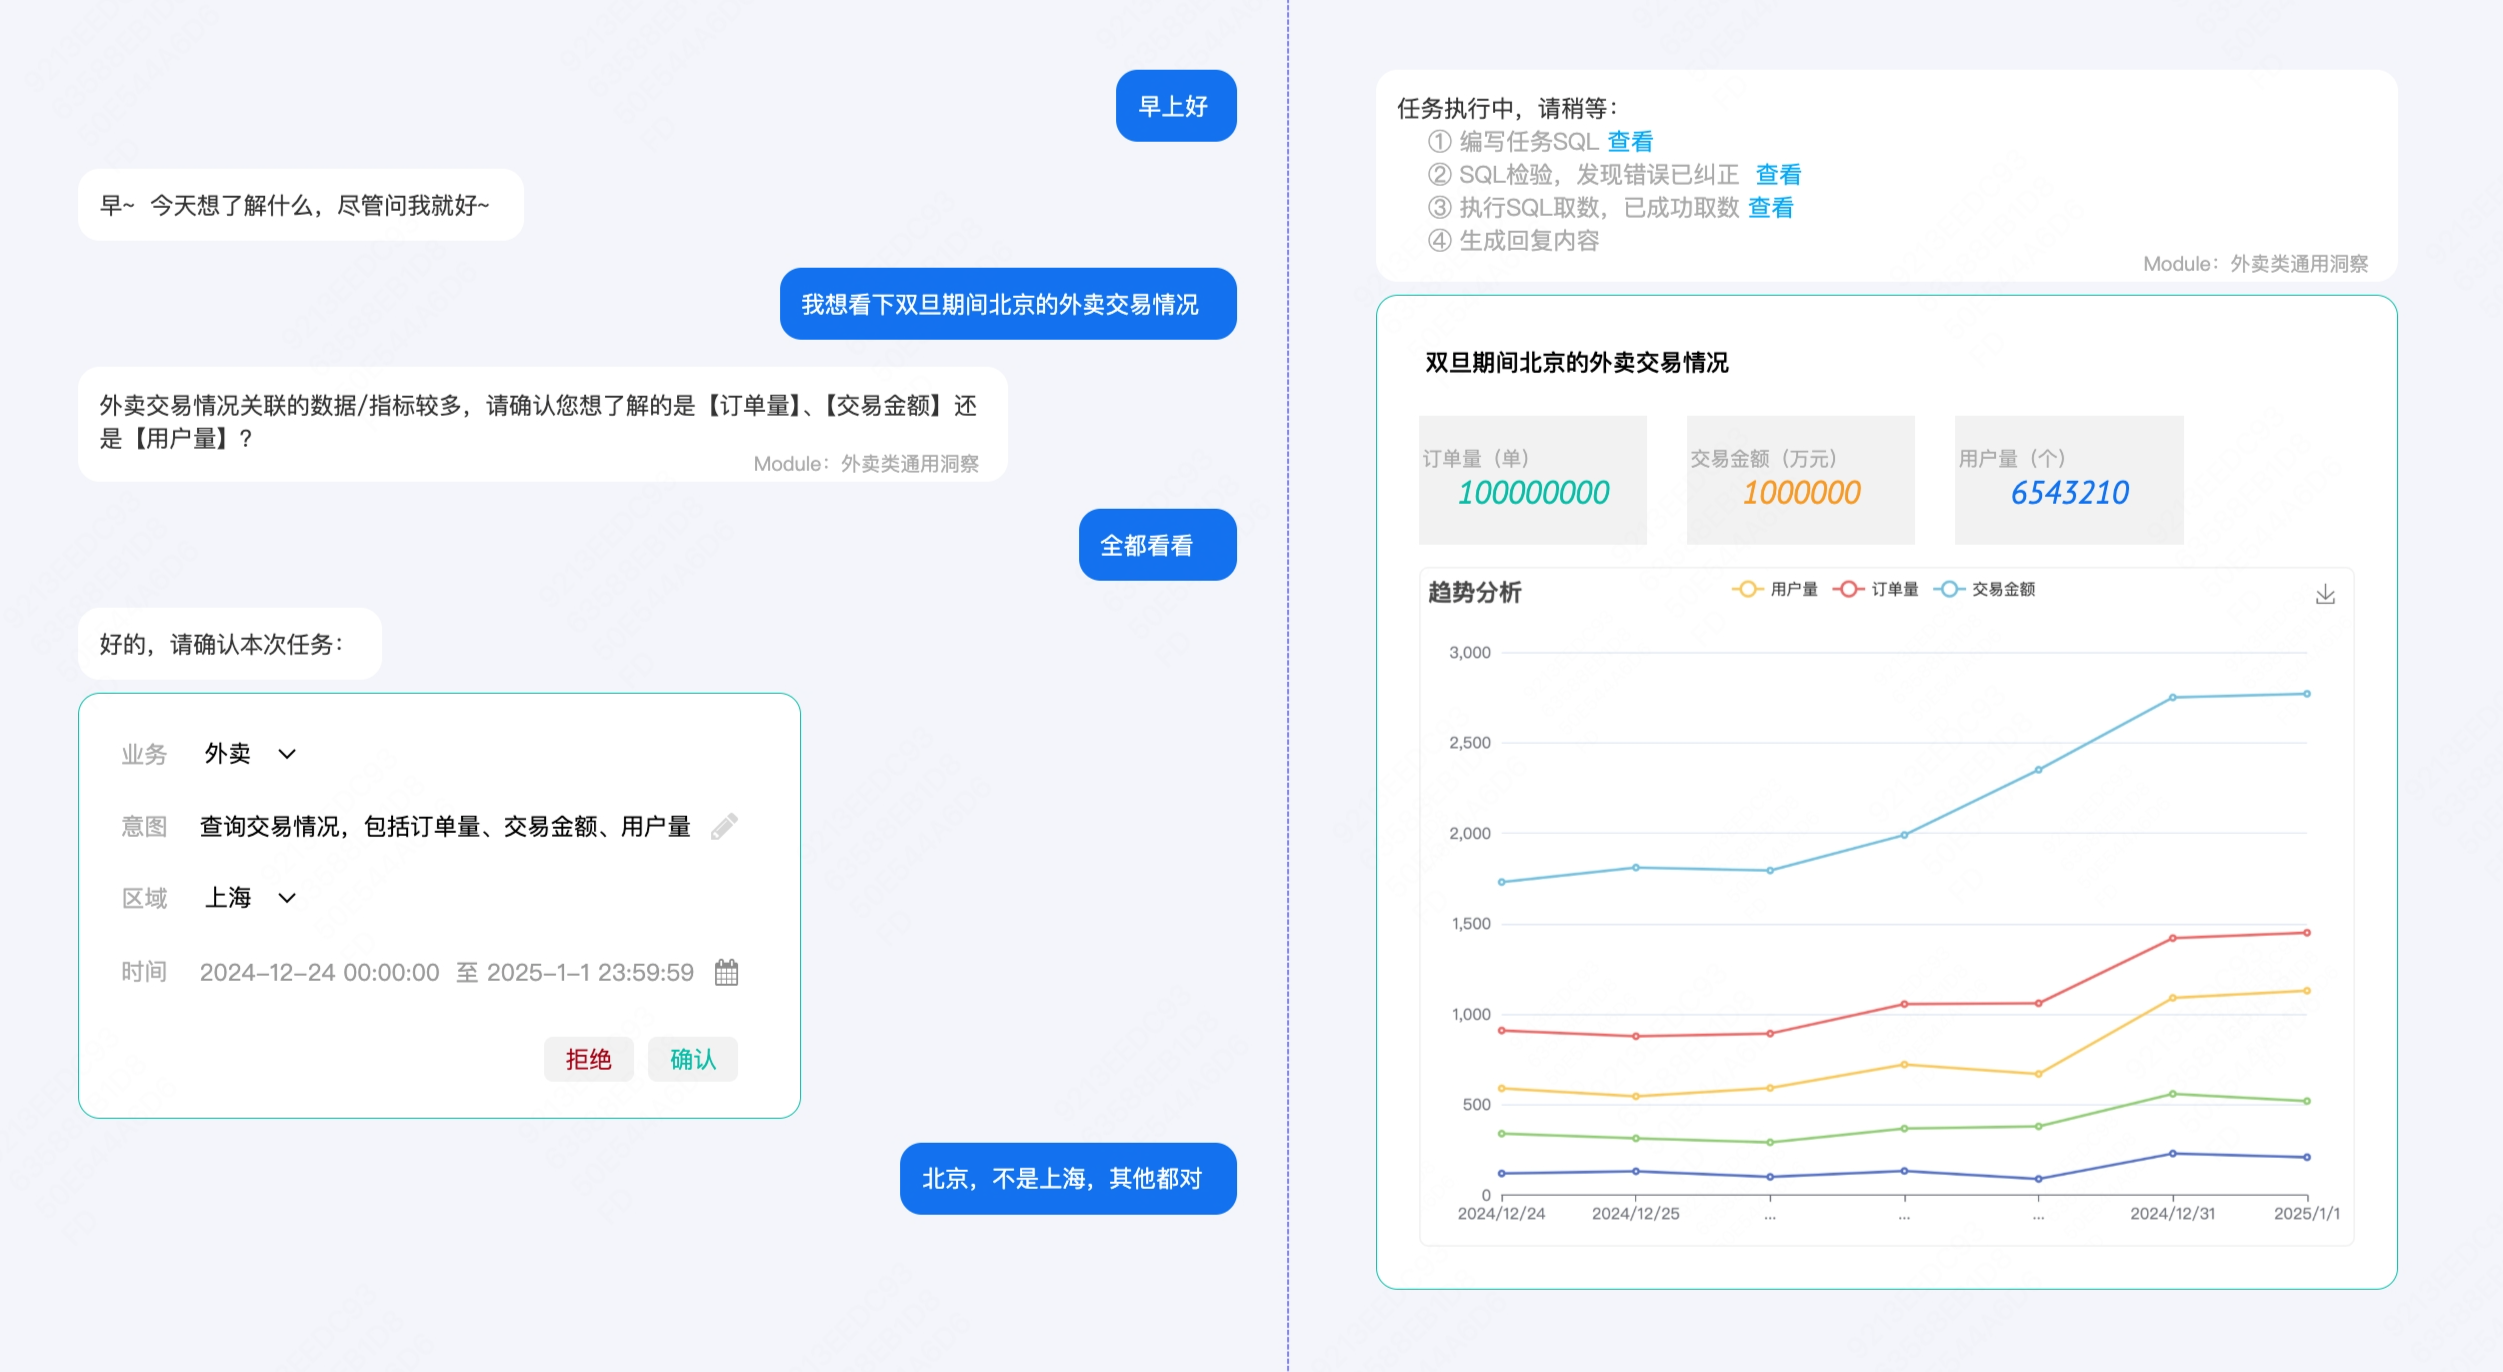 早上好
早~ 今天想了解什么，尽管问我就好~
我想看下双旦期间北京的外卖交易情况
外卖交易情况关联的数据/指标较多，请确认您想了解的是【订单量】、【交易金额】还
是【用户量】？
Module：外卖类通用洞察
全都看看
好的，请确认本次任务：
业务 外卖
意图 查询交易情况，包括订单量、交易金额、用户量
区域 上海
时间 2024-12-24 00:00:00 至 2025-1-1 23:59:59
拒绝 确认
北京，不是上海，其他都对
任务执行中，请稍等：
① 编写任务SQL 查看
② SQL检验，发现错误已纠正 查看
③ 执行SQL取数，已成功取数 查看
④ 生成回复内容
Module：外卖类通用洞察
双旦期间北京的外卖交易情况
订单量（单） 交易金额（万元） 用户量（个）
100000000 1000000 6543210
趋势分析 用户量 订单量 交易金额
3,000
2,500
2,000
1,500
1,000
500
0
2024/12/24 2024/12/25 ... ... ... 2024/12/31 2025/1/1